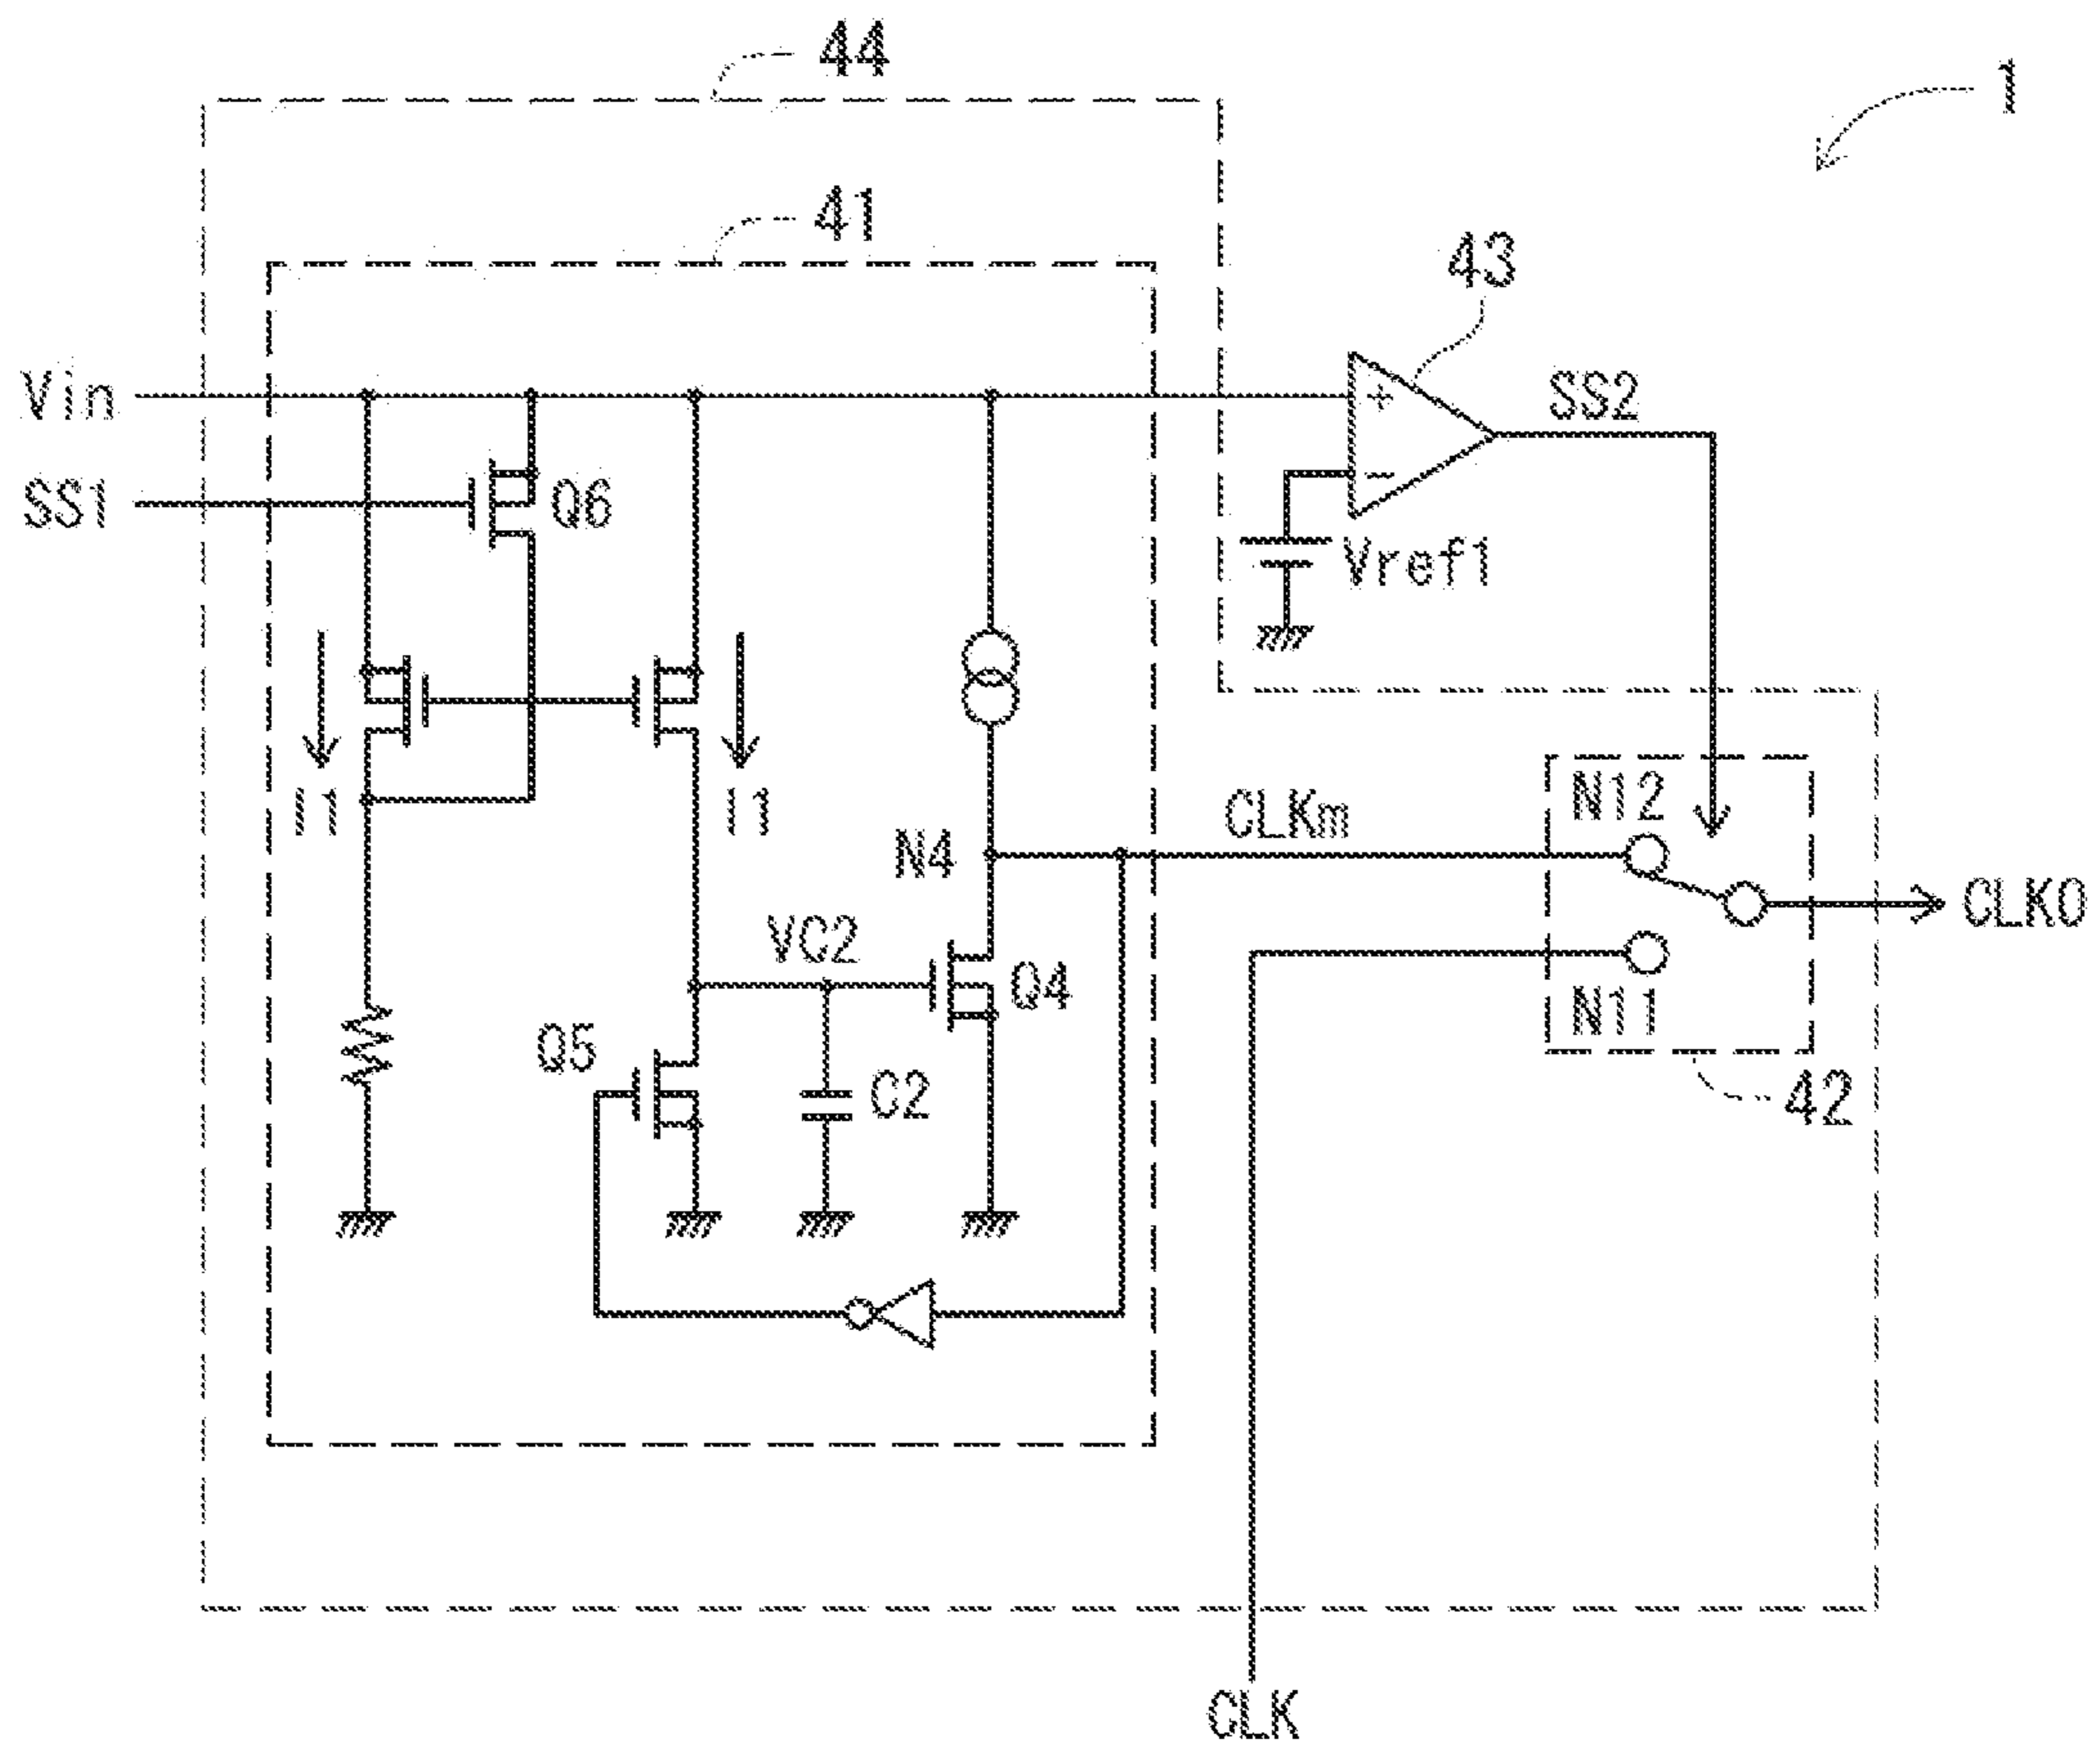 44
1
41
43
Vin
SS2
SS1
Q6
+
−
Vref1
I1
I1
N12
CLKm
N4
CLKO
VC2
Q4
N11
Q5
C2
42
CLK